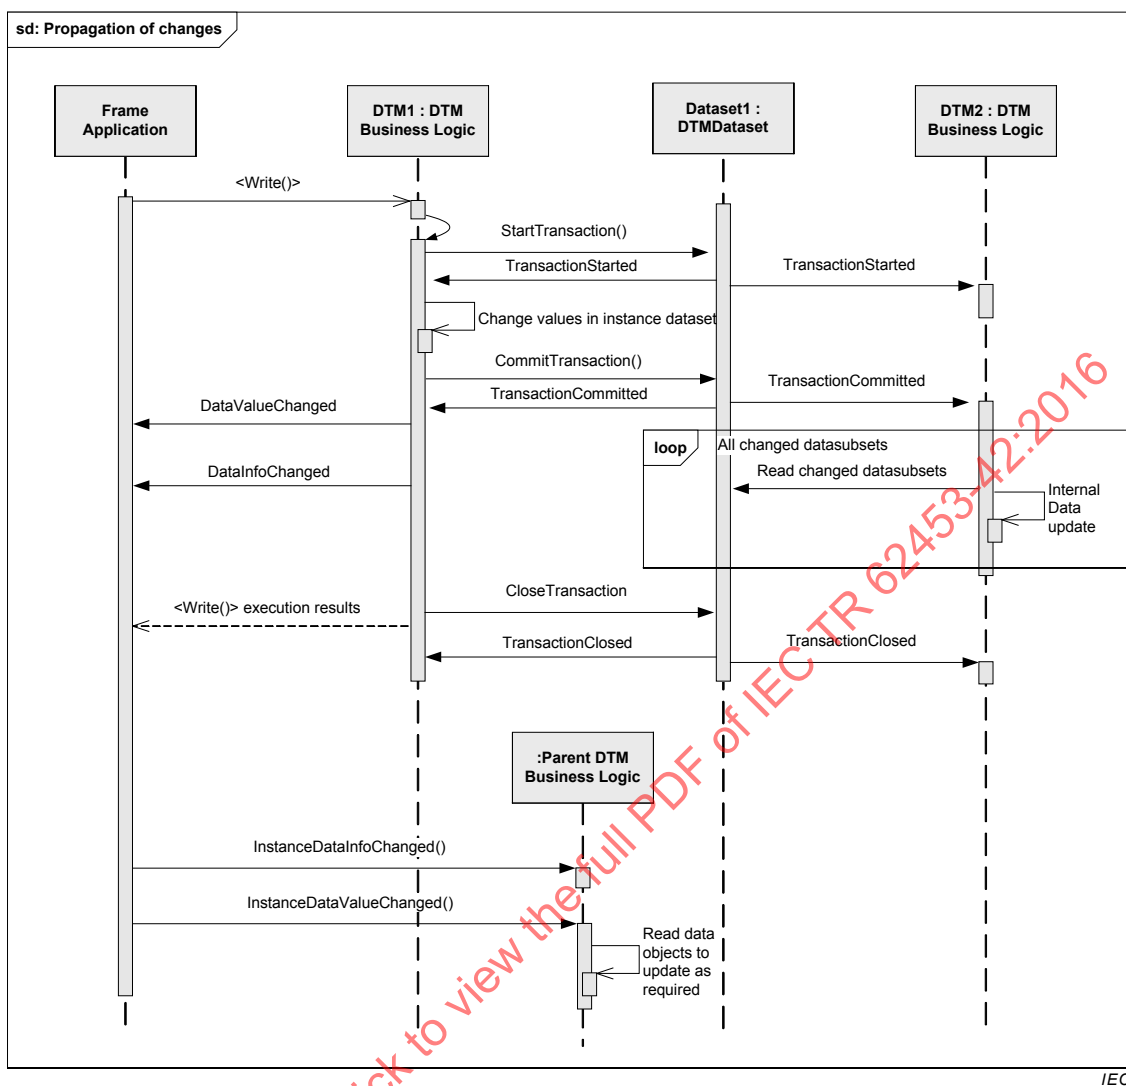 sd: Propagation of changes
Frame
Application
DTM1 : DTM
Business Logic
Dataset1 :
DTMDataset
DTM2 : DTM
Business Logic
<Write()>
StartTransaction()
TransactionStarted
TransactionStarted
Change values in instance dataset
CommitTransaction()
TransactionCommitted
TransactionCommitted
DataValueChanged
loop
All changed datasubsets
Read changed datasubsets
DataInfoChanged
Internal
Data
update
CloseTransaction
<Write()> execution results
TransactionClosed
TransactionClosed
:Parent DTM
Business Logic
InstanceDataInfoChanged()
InstanceDataValueChanged()
Read data
objects to
update as
required
to view the full PDF of IEC TR 62453-42:2016
IEC